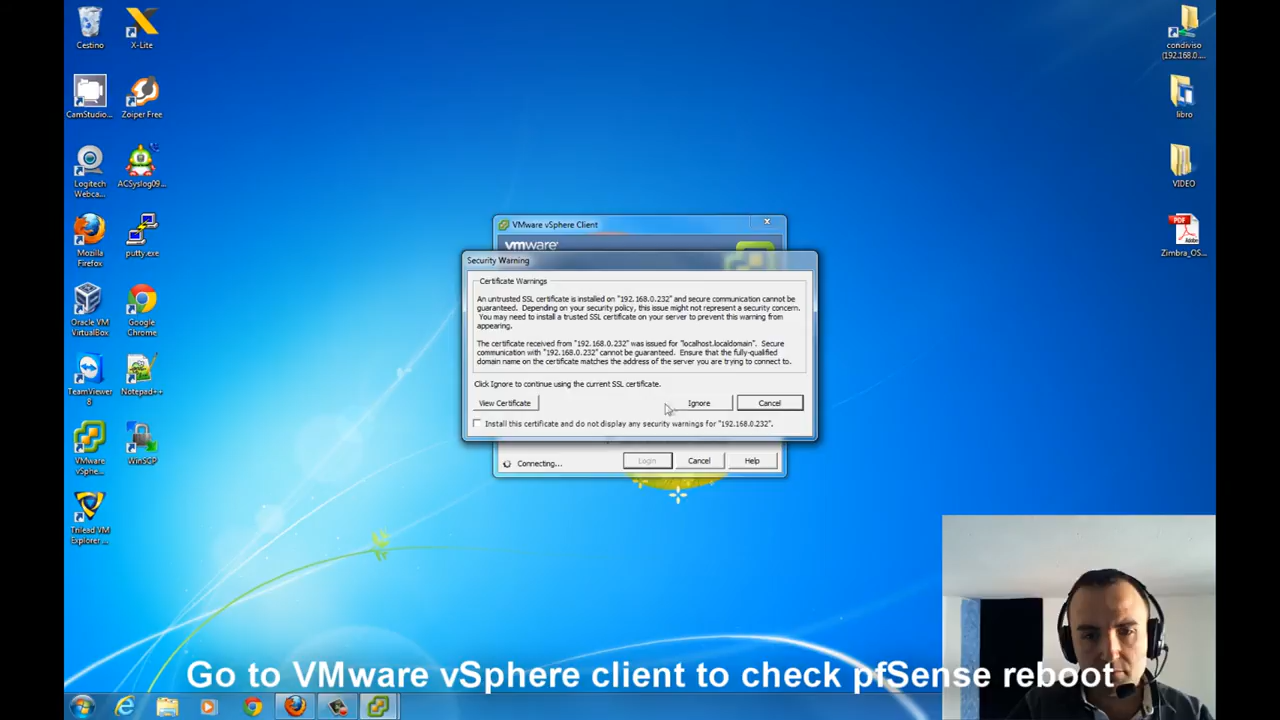 Cestino
X-Lite
condiviso
(192.168.0....
CamStudio...
Zoiper Free
libro
Logitech
Webca...
ACSyslog09...
VIDEO
Mozilla
Firefox
putty.exe
PDF
Zimbra_OS...
VMware vSphere Client
vmware
Security Warning
Certificate Warnings
An untrusted SSL certificate is installed on "192.168.0.232" and secure communication cannot be
guaranteed. Depending on your security policy, this issue might not represent a security concern.
You may need to install a trusted SSL certificate on your server to prevent this warning from
appearing.
The certificate received from "192.168.0.232" was issued for "localhost.localdomain". Secure
communication with "192.168.0.232" cannot be guaranteed. Ensure that the fully-qualified
domain name on the certificate matches the address of the server you are trying to connect to.
Click Ignore to continue using the current SSL certificate.
View Certificate
Ignore
Cancel
Install this certificate and do not display any security warnings for "192.168.0.232".
Connecting...
Login
Cancel
Help
Oracle VM
VirtualBox
Google
Chrome
TeamViewer
8
Notepad++
VMware
vSphe...
WinSCP
Trilead VM
Explorer ...
Go to VMware vSphere client to check pfSense reboot